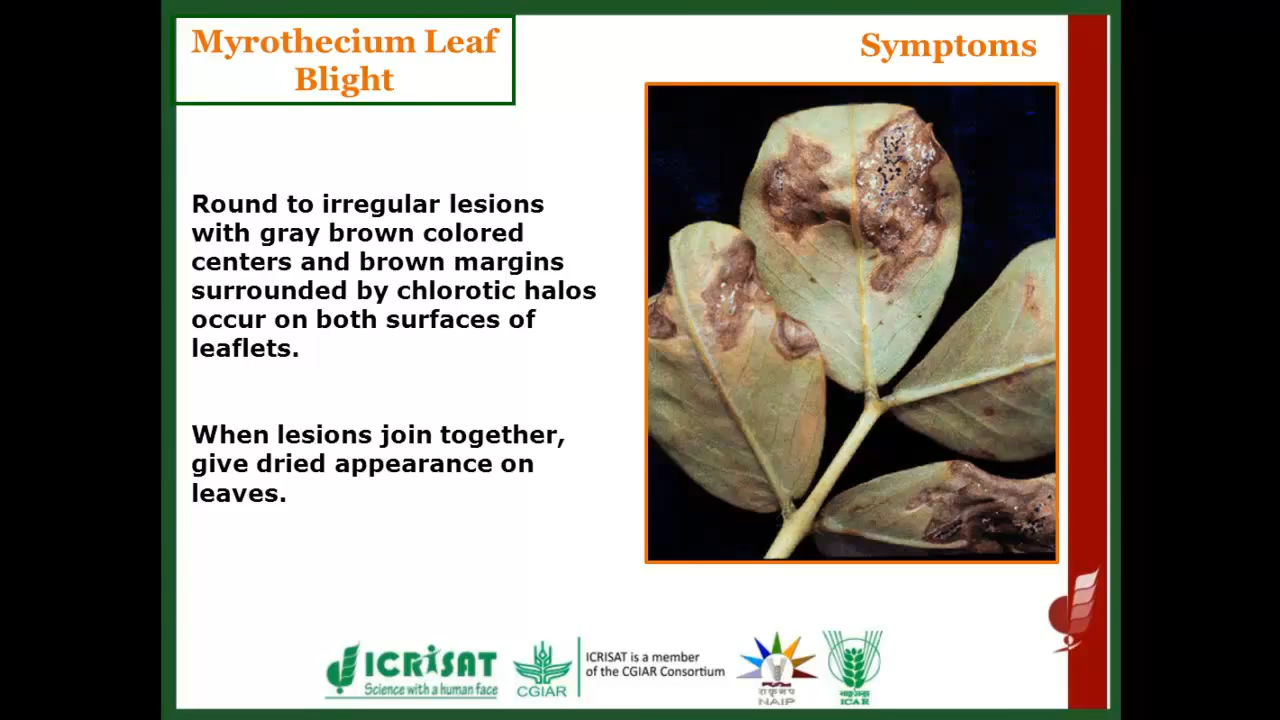 Myrothecium Leaf
Blight
Symptoms
Round to irregular lesions
with gray brown colored
centers and brown margins
surrounded by chlorotic halos
occur on both surfaces of
leaflets.
When lesions join together,
give dried appearance on
leaves.
ICRISAT
Science with a human face
CGIAR
ICRISAT is a member
of the CGIAR Consortium
NAIP
ICAR